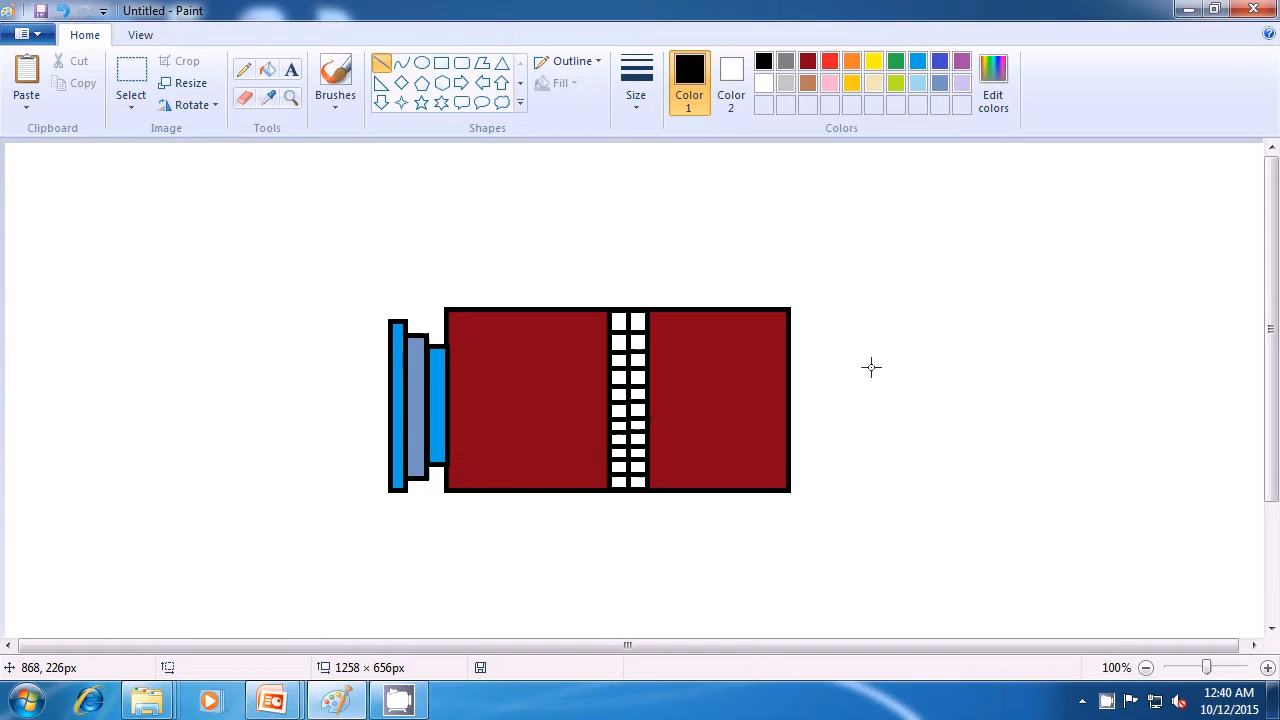 Untitled - Paint
Home View
Paste
Cut
Copy
Clipboard
Select
Crop
Resize
Rotate
Image
Tools
Brushes
Shapes
Outline
Fill
Size
Color 1
Color 2
Edit colors
Colors
868, 226px
1258 × 656px
100%
12:40 AM
10/12/2015